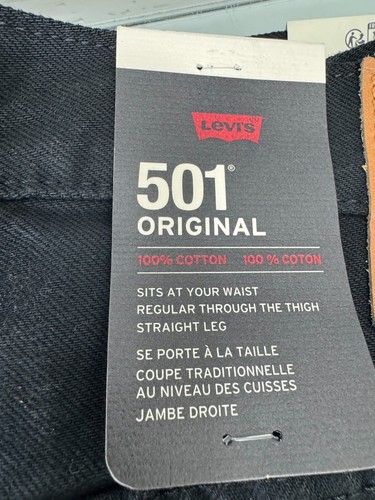 Levi's
501®
ORIGINAL
100% COTTON 100 % COTON
SITS AT YOUR WAIST
REGULAR THROUGH THE THIGH
STRAIGHT LEG
SE PORTE À LA TAILLE
COUPE TRADITIONNELLE
AU NIVEAU DES CUISSES
JAMBE DROITE